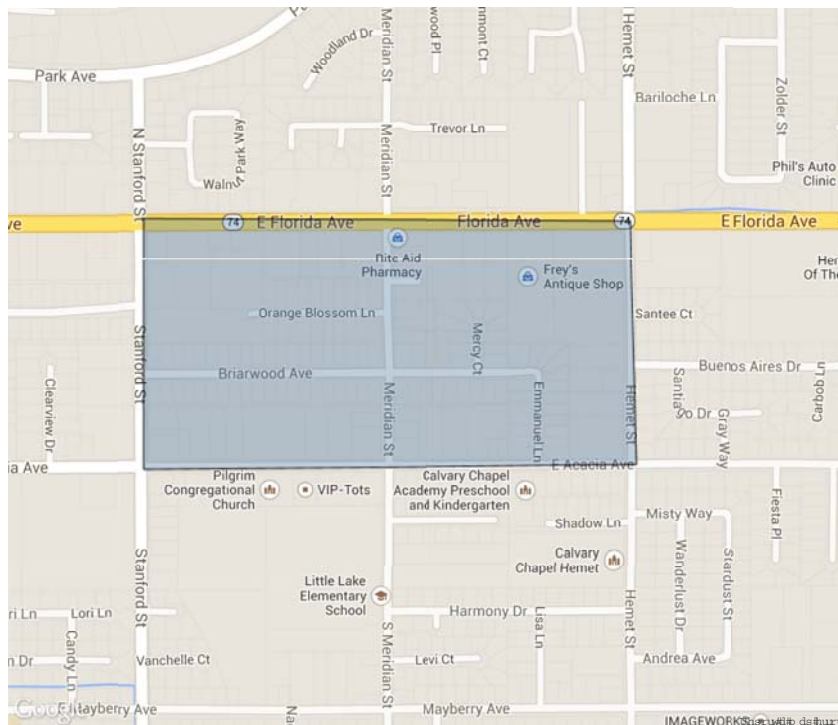 Woodland Dr
Meridian St
wood Pl
nmont Ct
Hemet St
Park Ave
Zolder St
Bariloche Ln
N Stanford St
Park Way
Walnu
Trevor Ln
Meridian St
Phil's Auto
Clinic
ve
74
E Florida Ave
Florida Ave
74
E Florida Ave
Rite Aid
Pharmacy
Frey's
Antique Shop
Her
Of The
Orange Blossom Ln
Santee Ct
Stanford St
Mercy Ct
Briarwood Ave
Buenos Aires Dr
Clearview Dr
Meridian St
Emmanuel Ln
Hemet St
Santia
o Dr
Gray Way
ia Ave
E Acacia Ave
Pilgrim
Congregational
Church
VIP-Tots
Calvary Chapel
Academy Preschool
and Kindergarten
Shadow Ln
Misty Way
Fiesta Pl
Stanford St
Calvary
Chapel Hemet
Wanderlust Dr
Stardust St
Little Lake
Elementary
School
ri Ln
Lori Ln
Harmony Dr
Lisa Ln
Hemet St
Candy Ln
S Meridian St
n Dr
Vanchelle Ct
Levi Ct
Andrea Ave
Google
E Mayberry Ave
Na
Mayberry Ave
IMAGEWORKS